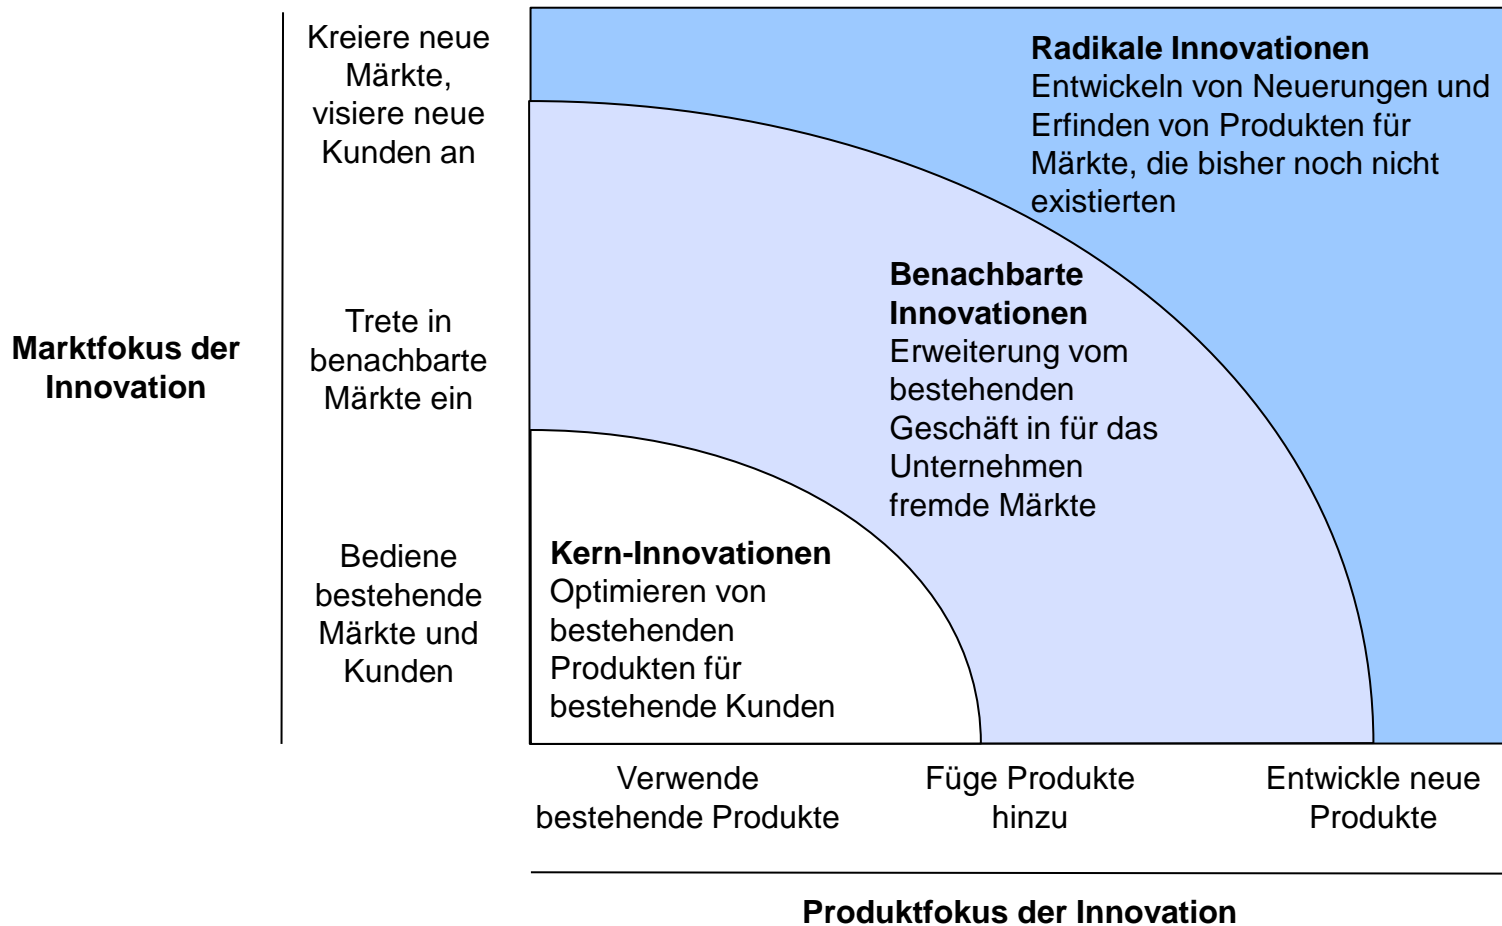 Kreiere neue
Märkte,
visiere neue
Kunden an
Radikale Innovationen
Entwickeln von Neuerungen und
Erfinden von Produkten für
Märkte, die bisher noch nicht
existierten
Marktfokus der
Innovation
Trete in
benachbarte
Märkte ein
Benachbarte
Innovationen
Erweiterung vom
bestehenden
Geschäft in für das
Unternehmen
fremde Märkte
Bediene
bestehende
Märkte und
Kunden
Kern-Innovationen
Optimieren von
bestehenden
Produkten für
bestehende Kunden
Verwende
bestehende Produkte
Füge Produkte
hinzu
Entwickle neue
Produkte
Produktfokus der Innovation